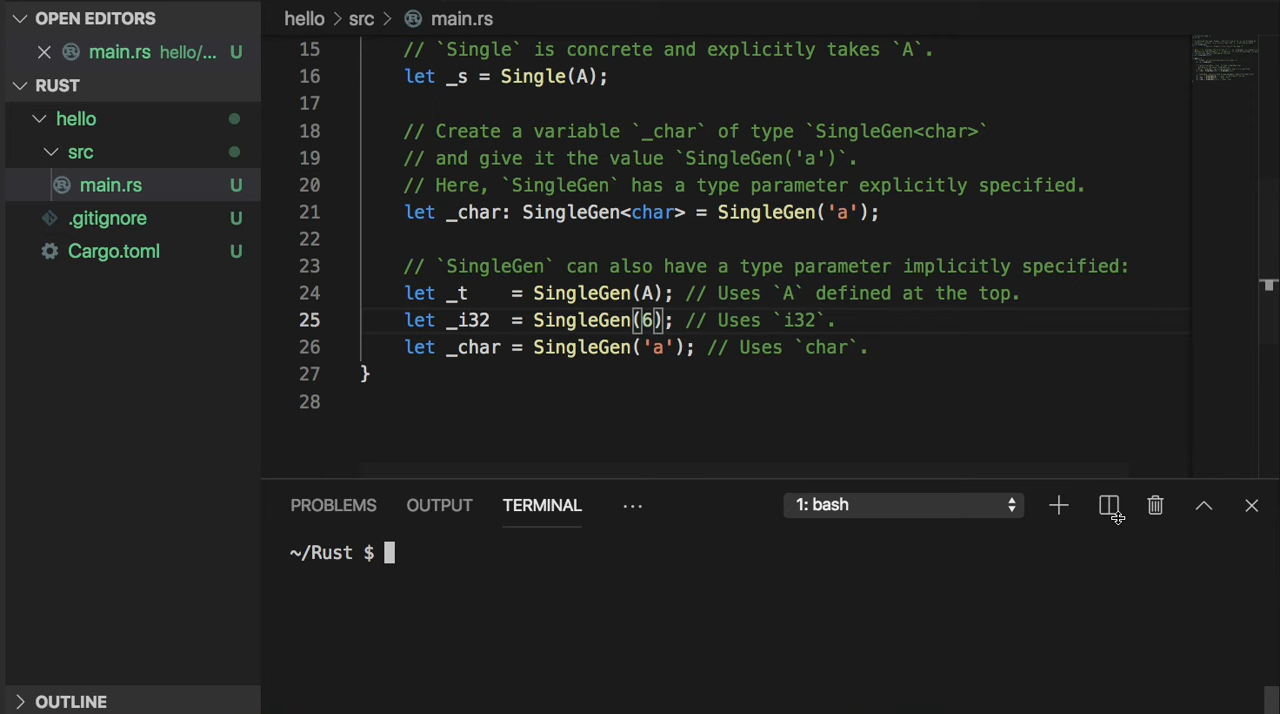 OPEN EDITORS
main.rs hello/... U
RUST
hello
src
main.rs U
.gitignore U
Cargo.toml U
OUTLINE
hello > src > main.rs
15 // `Single` is concrete and explicitly takes `A`.
16 let _s = Single(A);
17
18 // Create a variable `_char` of type `SingleGen<char>`
19 // and give it the value `SingleGen('a')`.
20 // Here, `SingleGen` has a type parameter explicitly specified.
21 let _char: SingleGen<char> = SingleGen('a');
22
23 // `SingleGen` can also have a type parameter implicitly specified:
24 let _t    = SingleGen(A); // Uses `A` defined at the top.
25 let _i32  = SingleGen(6); // Uses `i32`.
26 let _char = SingleGen('a'); // Uses `char`.
27 }
28
PROBLEMS OUTPUT TERMINAL ... 1: bash
~/Rust $